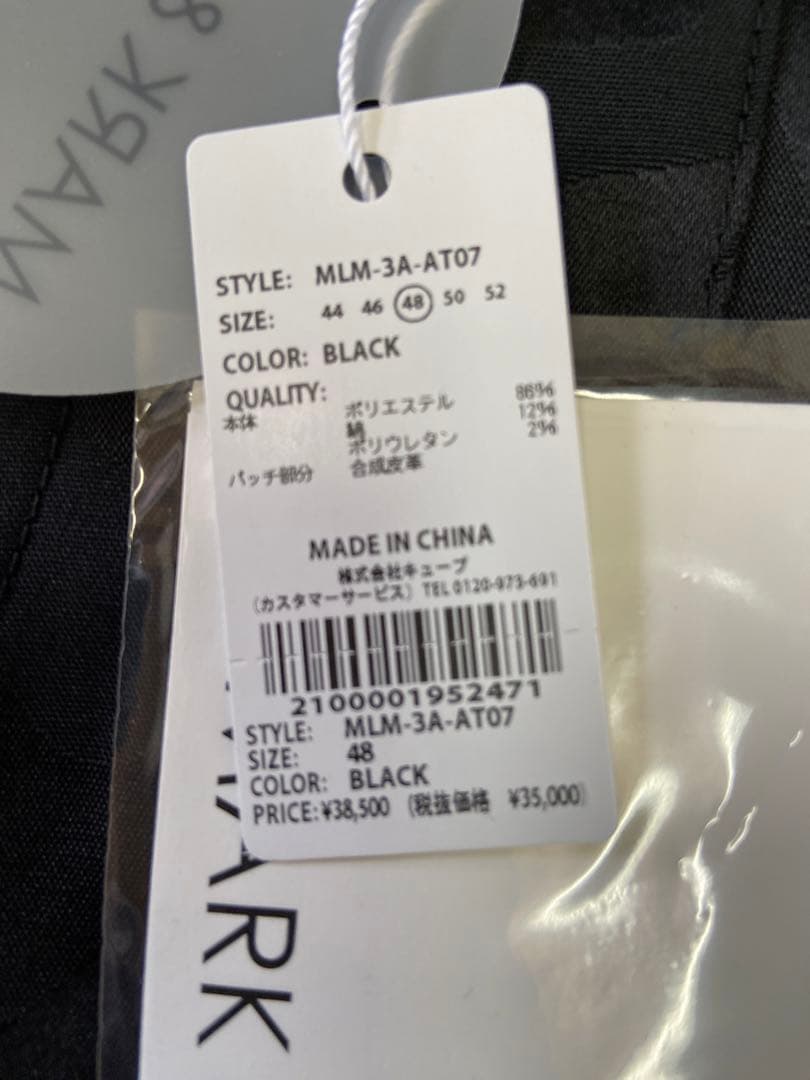 MARK &
STYLE: MLM-3A-AT07
SIZE: 44 46 48 50 52
COLOR: BLACK
QUALITY:
本体 ポリエステル 86%
綿 12%
ポリウレタン 2%
パッチ部分 合成皮革
MADE IN CHINA
株式会社キューブ
(カスタマーサービス) TEL 0120-973-691
2100001952471
STYLE: MLM-3A-AT07
SIZE: 48
COLOR: BLACK
PRICE:¥38,500 (税抜価格 ¥35,000)
MARK